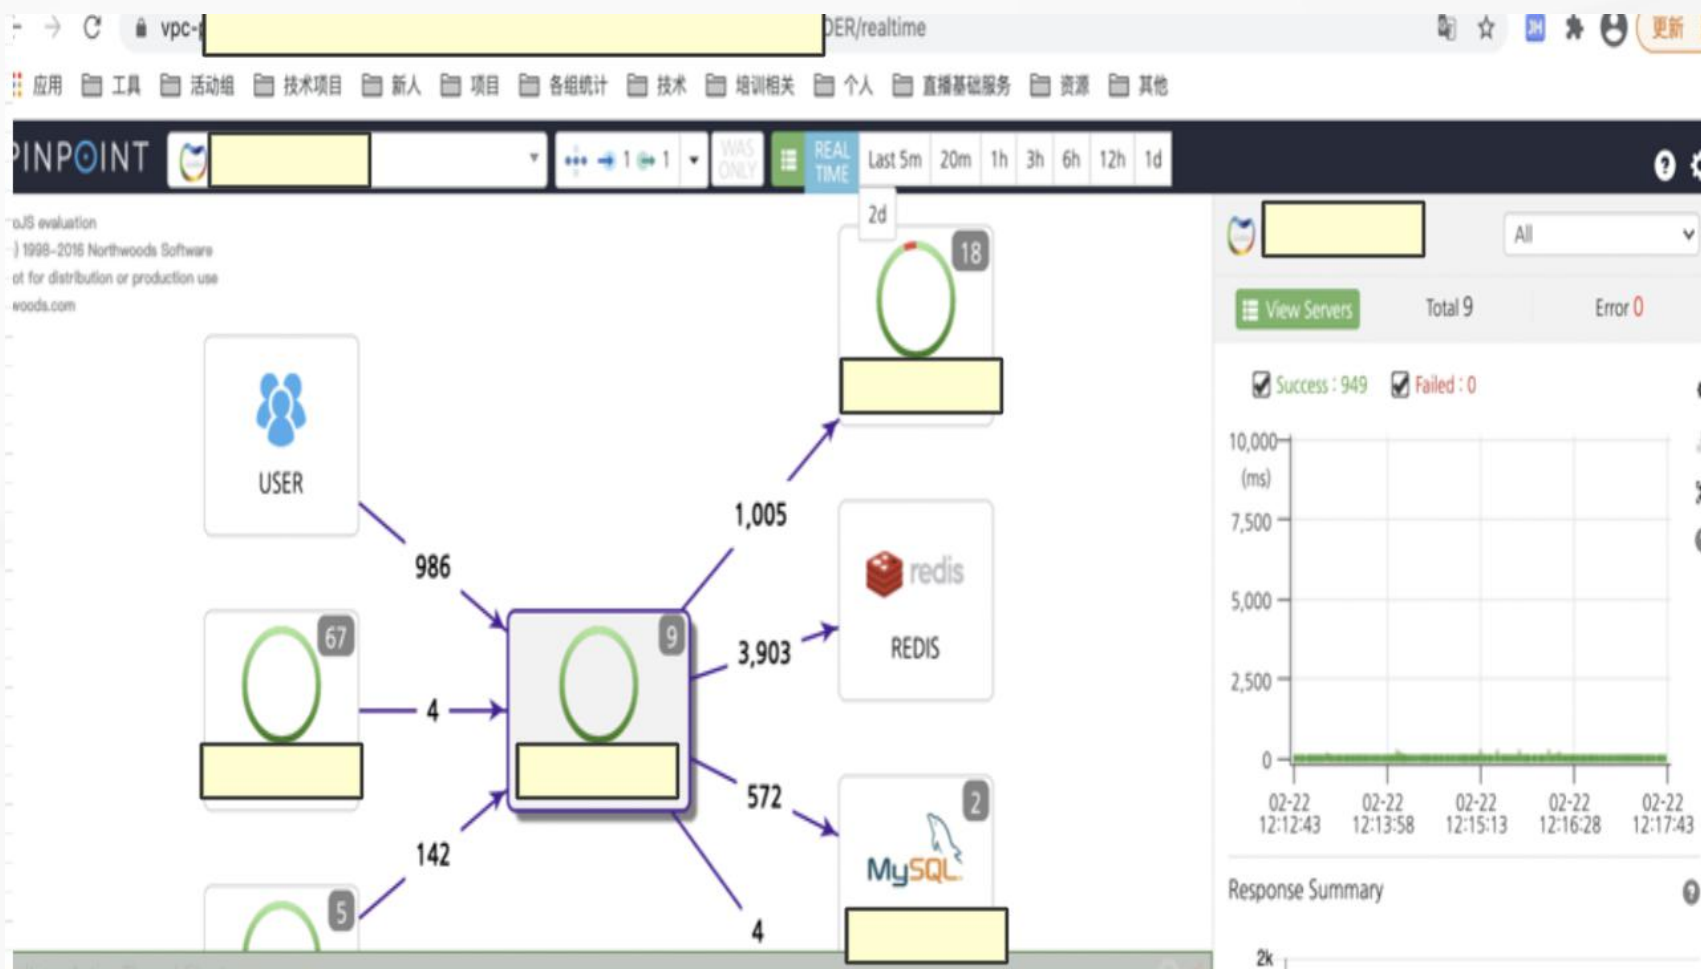 vpc-
DER/realtime
更新
应用 工具 活动组 技术项目 新人 项目 各组统计 技术 培训相关 个人 直播基础服务 资源 其他
PINPOINT
1 1
WAS ONLY
REAL TIME
Last 5m 20m 1h 3h 6h 12h 1d
2d
oJS evaluation
) 1998-2016 Northwoods Software
ot for distribution or production use
woods.com
USER
986
67
4
142
5
9
1,005
18
3,903
redis
REDIS
572
2
MySQL
4
All
View Servers
Total 9
Error 0
Success : 949
Failed : 0
10,000
(ms)
7,500
5,000
2,500
0
02-22 02-22 02-22 02-22 02-22
12:12:43 12:13:58 12:15:13 12:16:28 12:17:43
Response Summary
2k